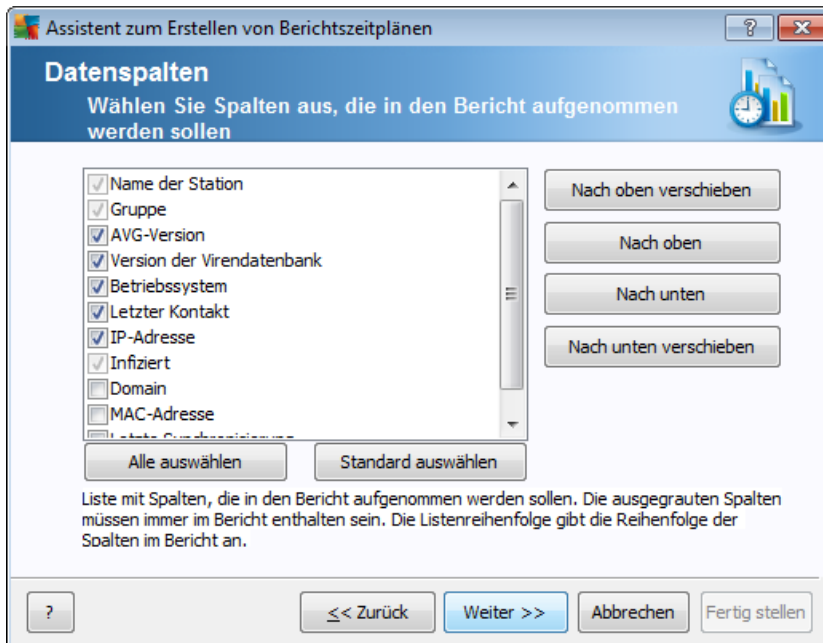 Assistent zum Erstellen von Berichtszeitplänen
Datenspalten
Wählen Sie Spalten aus, die in den Bericht aufgenommen
werden sollen
Name der Station
Gruppe
AVG-Version
Version der Virendatenbank
Betriebssystem
Letzter Kontakt
IP-Adresse
Infiziert
Domain
MAC-Adresse
Letzte Synchronisierung
Nach oben verschieben
Nach oben
Nach unten
Nach unten verschieben
Alle auswählen
Standard auswählen
Liste mit Spalten, die in den Bericht aufgenommen werden sollen. Die ausgegrauten Spalten
müssen immer im Bericht enthalten sein. Die Listenreihenfolge gibt die Reihenfolge der
Spalten im Bericht an.
?
<< Zurück
Weiter >>
Abbrechen
Fertig stellen